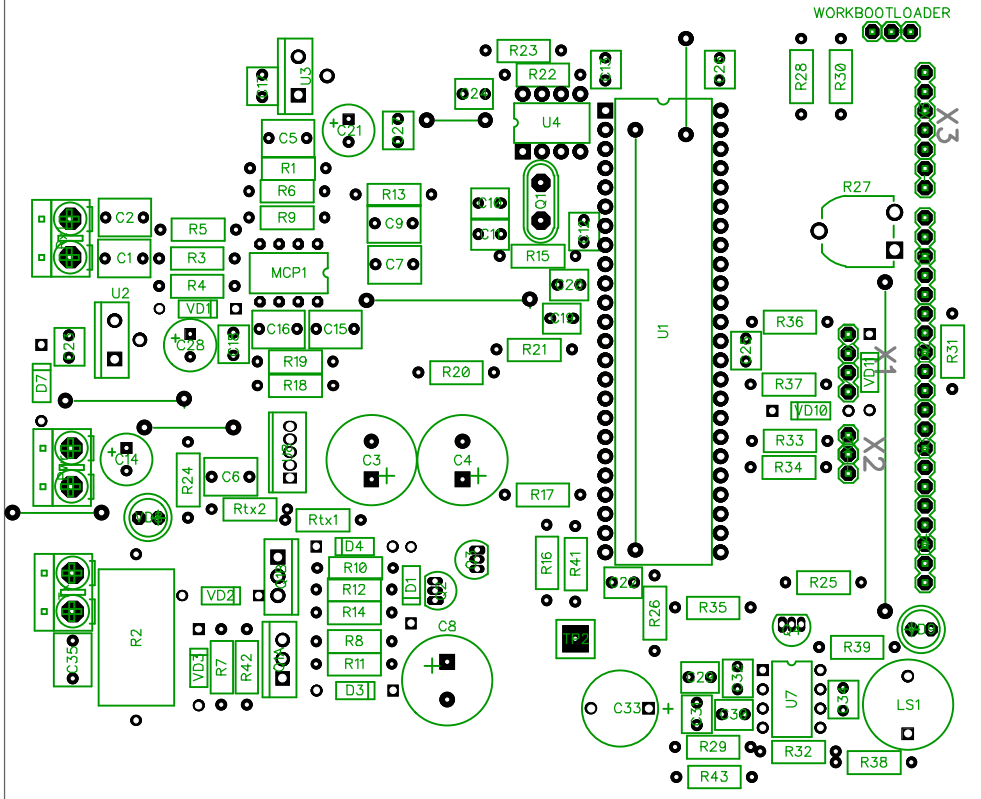 WORKBOOTLOADER
R23
U3
R22
R28
R30
C5
C21
U4
X3
R1
R6
R13
Q1
R27
C2
R9
C9
R5
C1
R3
MCP1
R15
C7
R4
U2
VD1
C16
C15
C19
R36
U1
C28
R21
R31
X1
R19
R20
VD11
D7
R18
R37
VD10
R33
X2
C14
C3
C4
R34
R24
C6
R17
Rtx2
Rtx1
D4
R16
R41
R10
D1
R25
R12
R26
R14
R35
VD2
C8
TP2
R2
R8
R39
C35
VD3
R7
R42
R11
D3
U7
C33
LS1
R29
R32
R38
R43